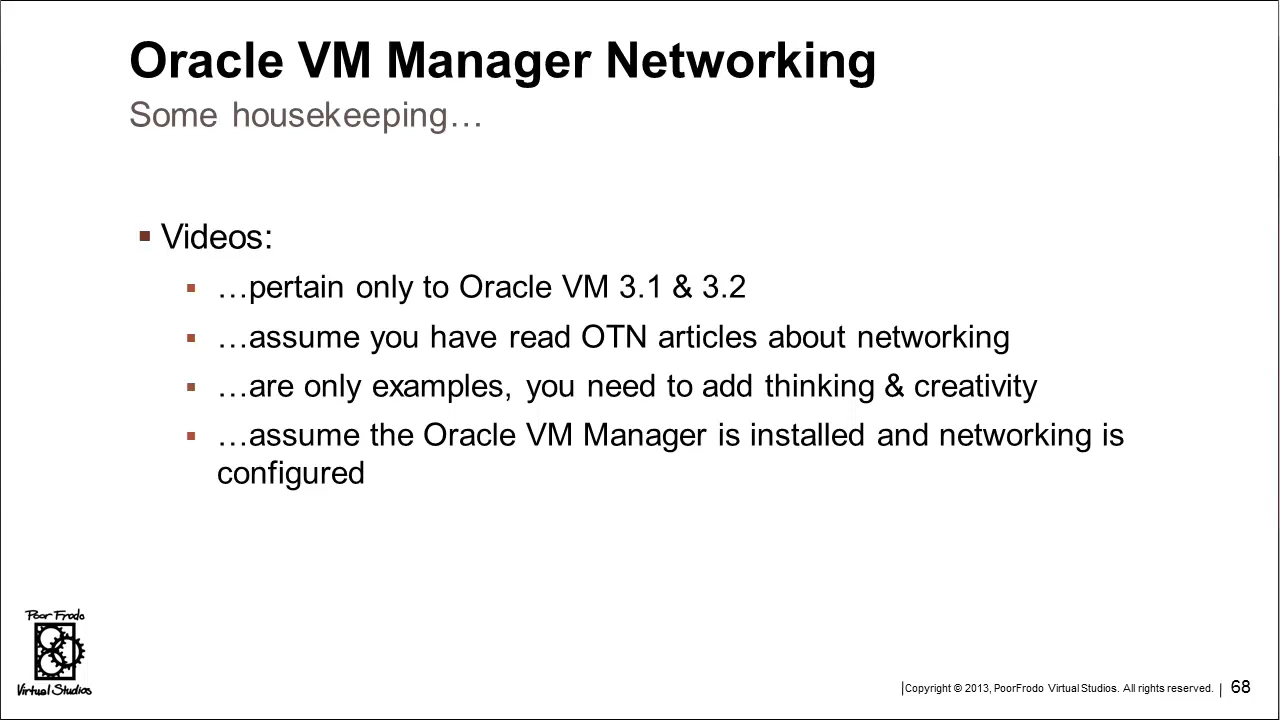 Oracle VM Manager Networking
Some housekeeping…
Videos:
…pertain only to Oracle VM 3.1 & 3.2
…assume you have read OTN articles about networking
…are only examples, you need to add thinking & creativity
…assume the Oracle VM Manager is installed and networking is
configured
Poor Frodo
Virtual Studios
|Copyright © 2013, PoorFrodo Virtual Studios. All rights reserved. | 68